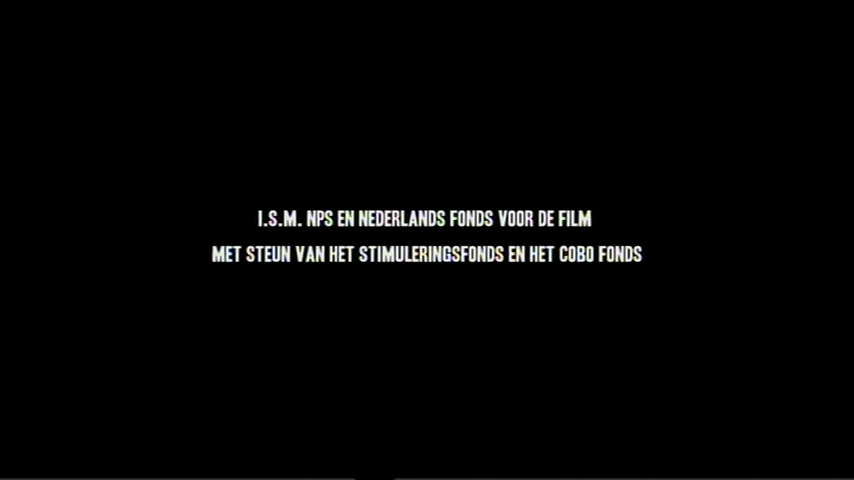 I.S.M. NPS EN NEDERLANDS FONDS VOOR DE FILM
MET STEUN VAN HET STIMULERINGSFONDS EN HET COBO FONDS